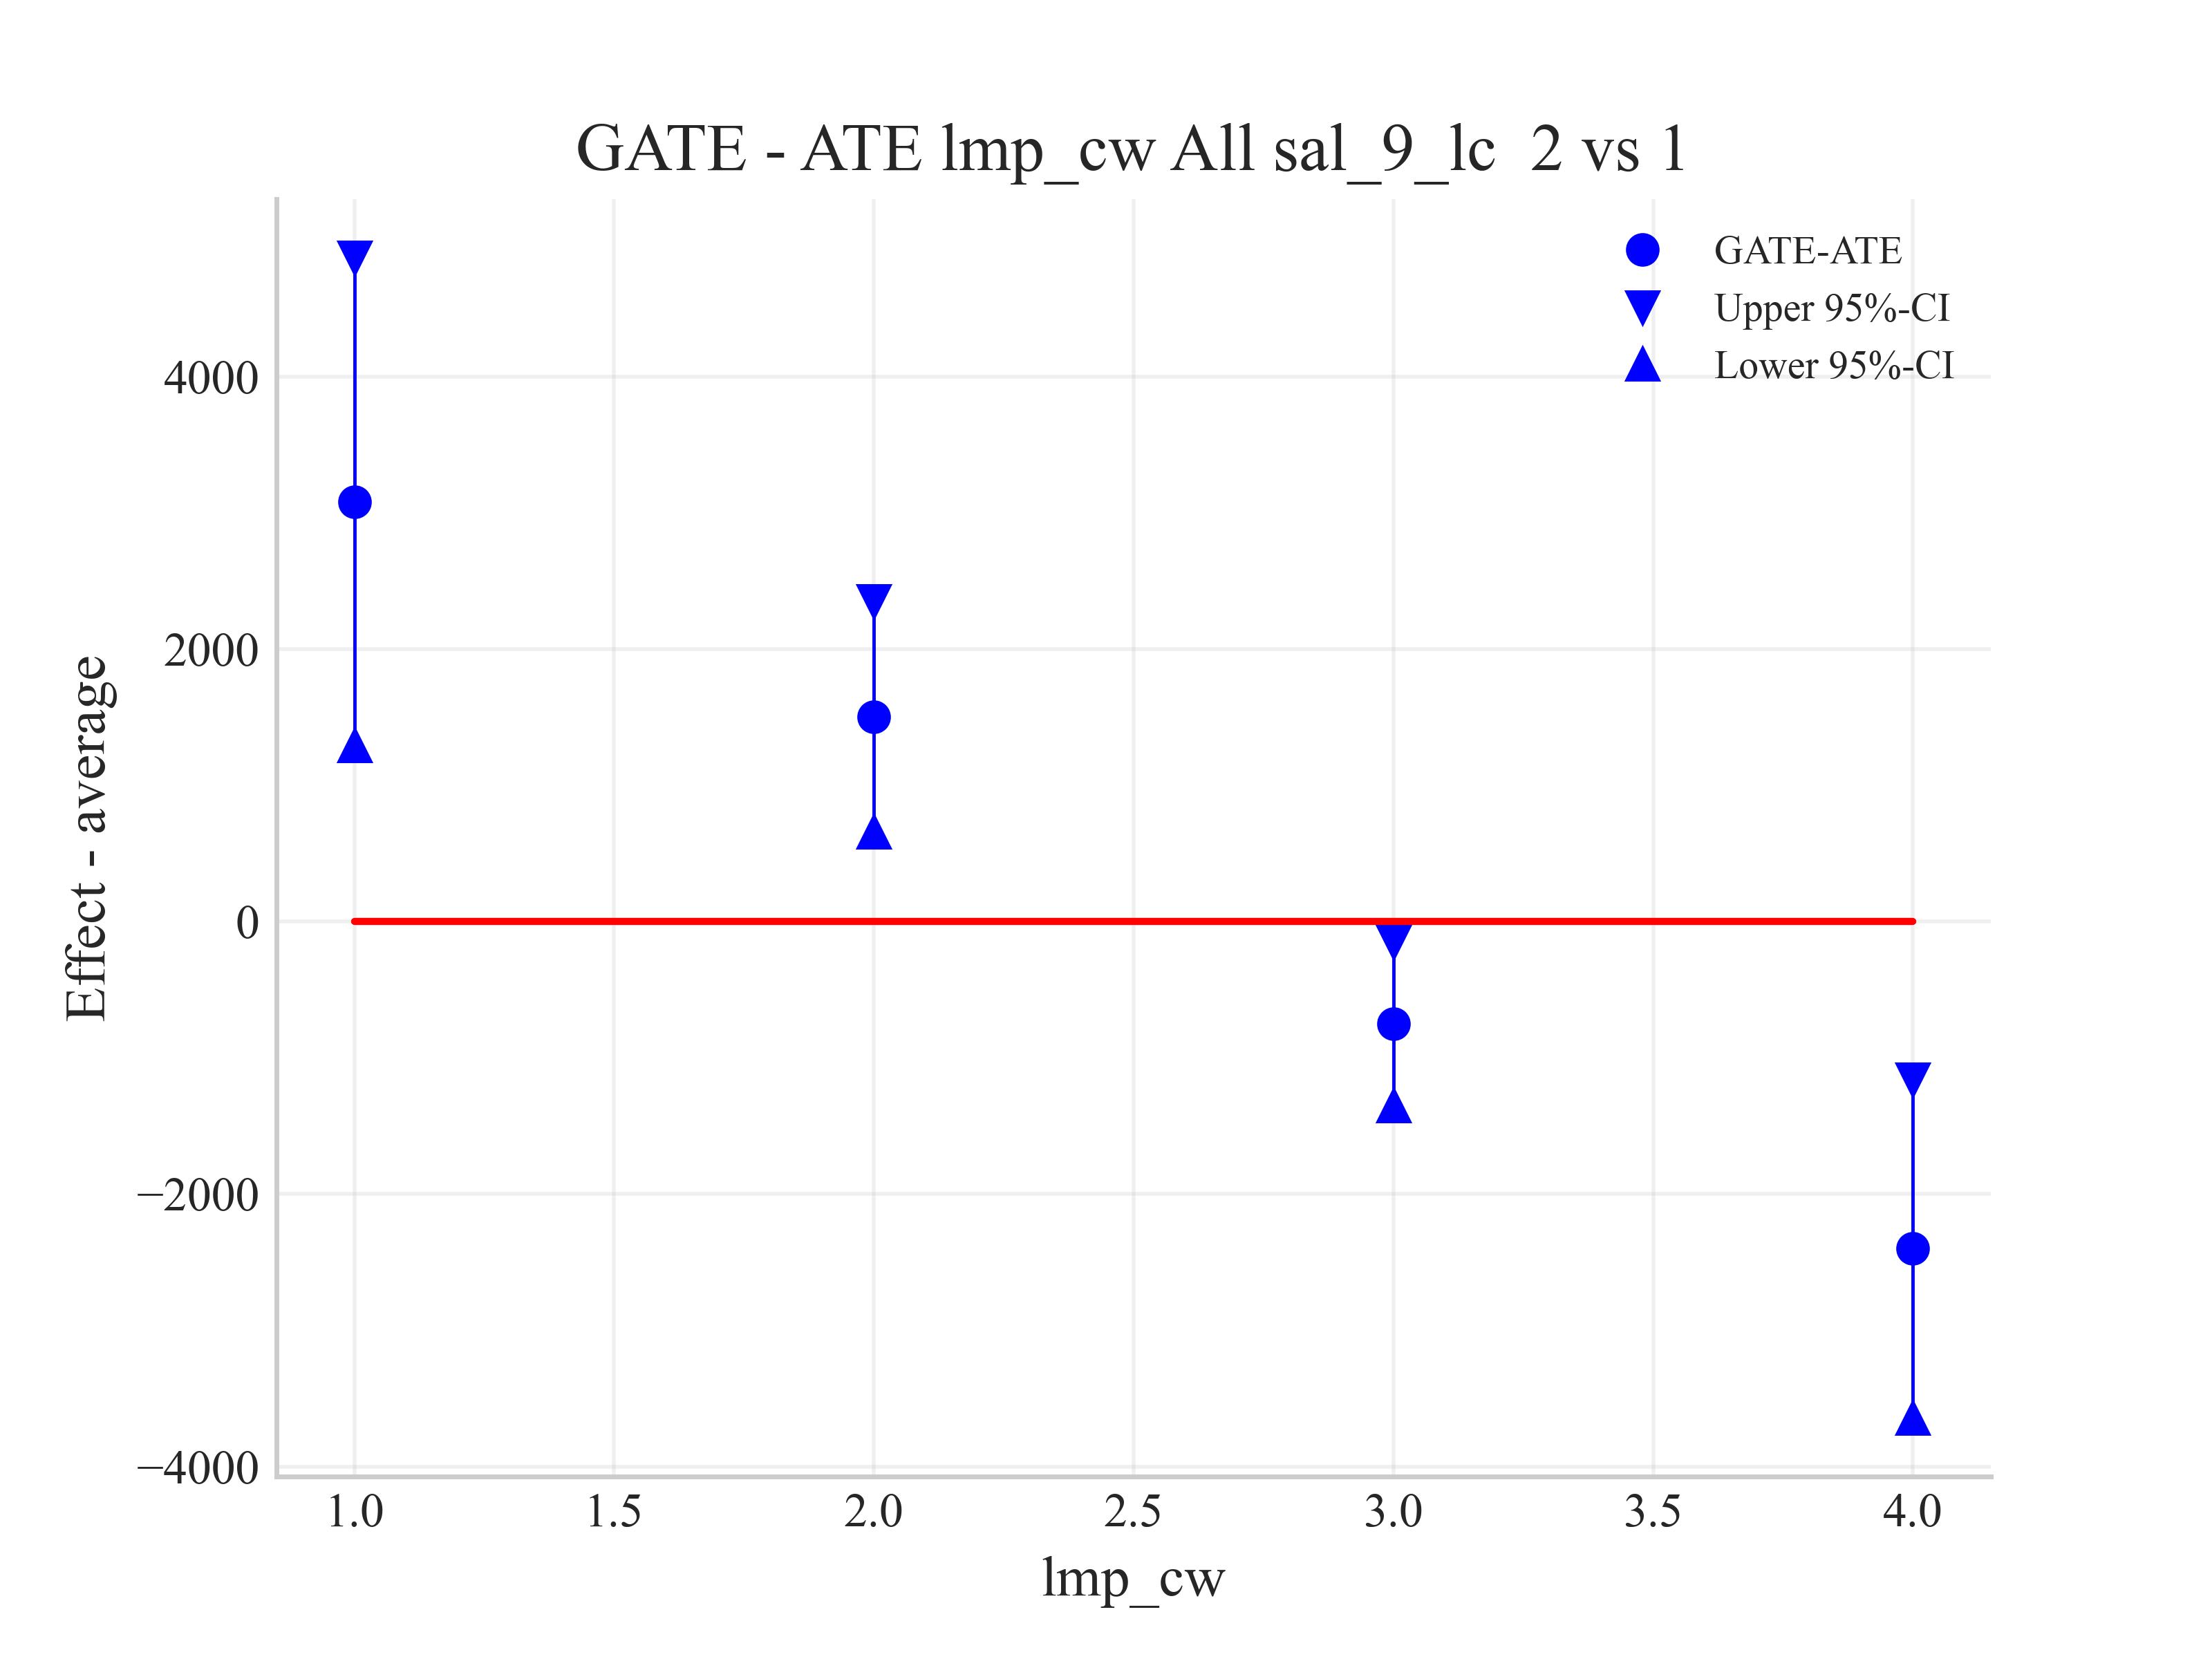 GATE - ATE lmp_cw All sal_9_lc  2 vs 1
GATE-ATE
Upper 95%-CI
Lower 95%-CI
Effect - average
4000
2000
0
−2000
−4000
1.0 1.5 2.0 2.5 3.0 3.5 4.0
lmp_cw